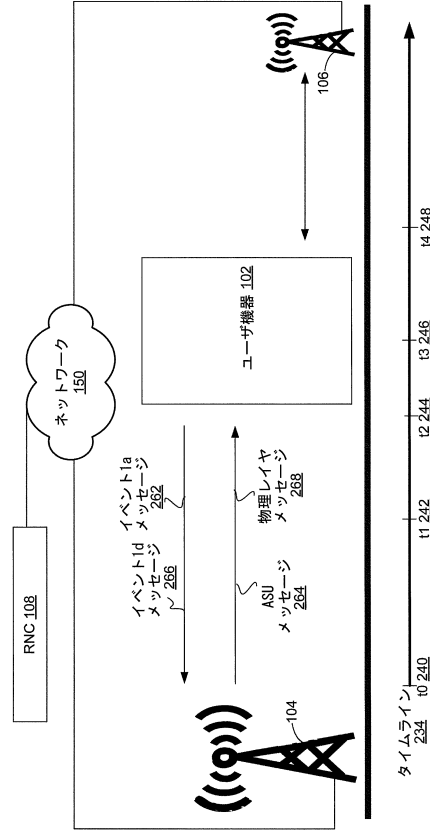 RNC 108
ネットワーク
150
イベント1d
メッセージ
266
イベント1a
メッセージ
262
ASU
メッセージ
264
物理レイヤ
メッセージ
268
ユーザ機器 102
104
106
タイムライン
234
t0 240
t1 242
t2 244
t3 246
t4 248